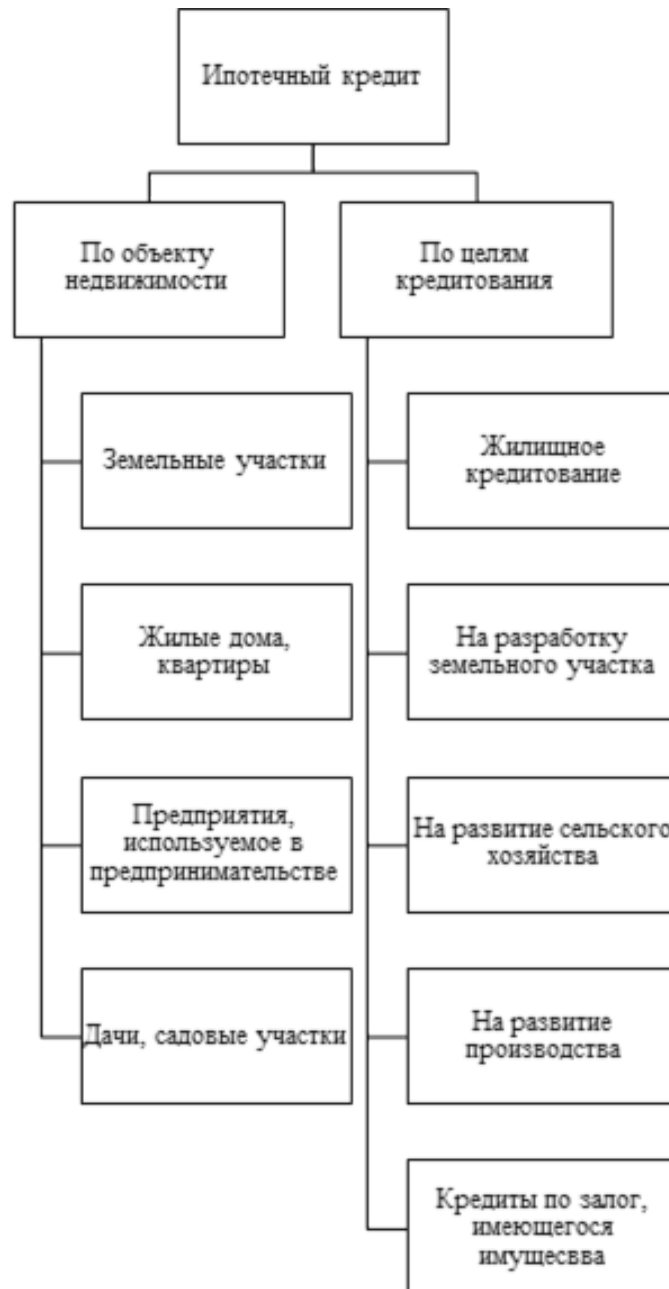 Ипотечный кредит
По объекту
недвижимости
По целям
кредитования
Земельные участки
Жилые дома,
квартиры
Предприятия,
используемое в
предпринимательстве
Дачи, садовые участки
Жилищное
кредитование
На разработку
земельного участка
На развитие сельского
хозяйства
На развитие
производства
Кредиты по залог,
имеющегося
имущесвва